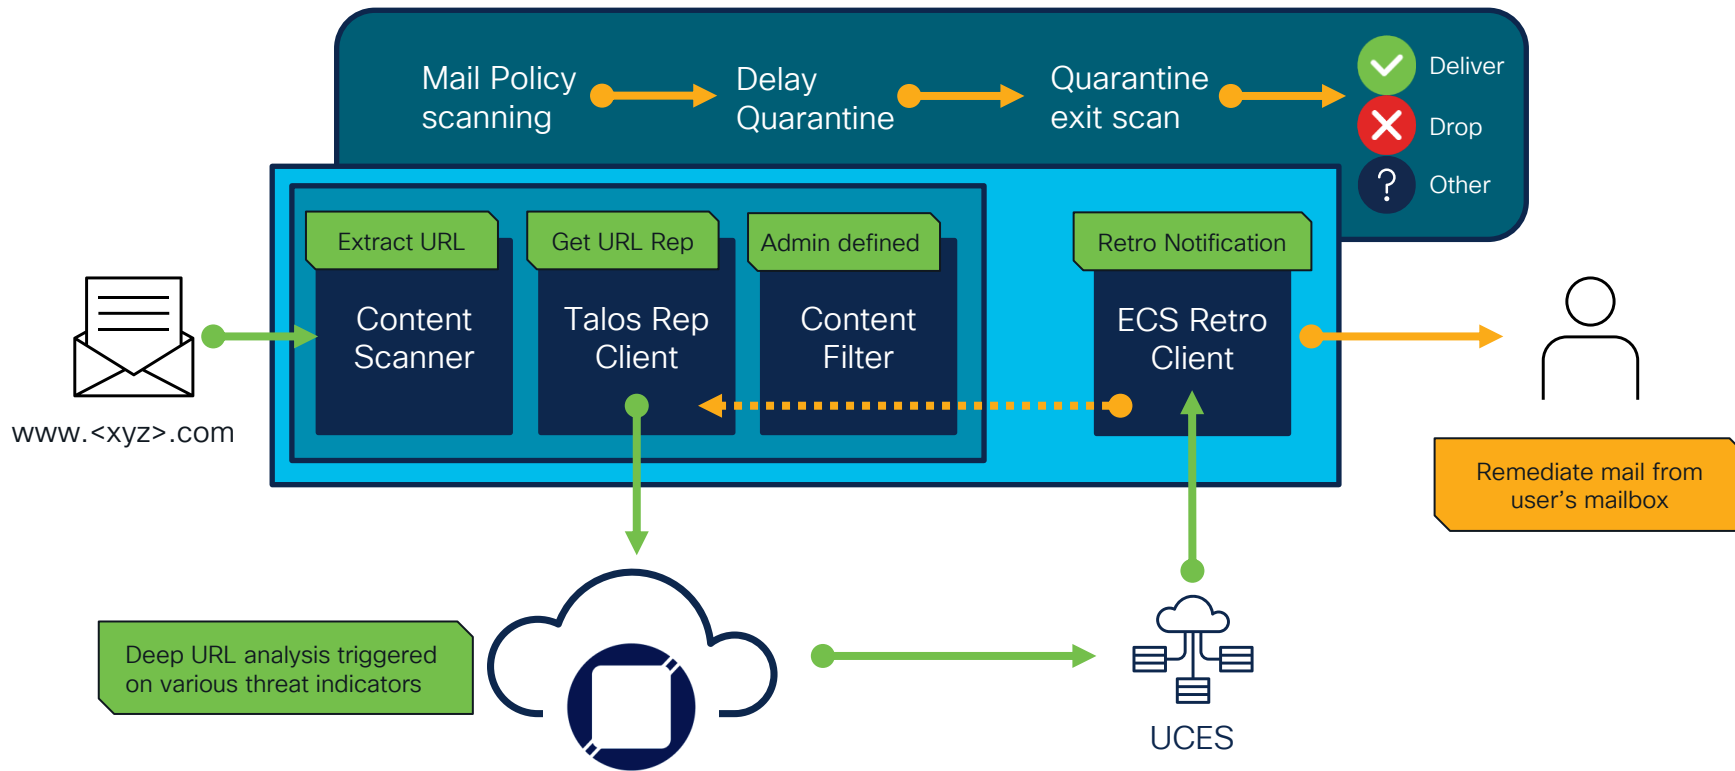 Mail Policy
scanning
Delay
Quarantine
Quarantine
exit scan
Deliver
Drop
? Other
Extract URL
Get URL Rep
Admin defined
Retro Notification
Content
Scanner
Talos Rep
Client
Content
Filter
ECS Retro
Client
www.<xyz>.com
Remediate mail from
user’s mailbox
Deep URL analysis triggered
on various threat indicators
UCES